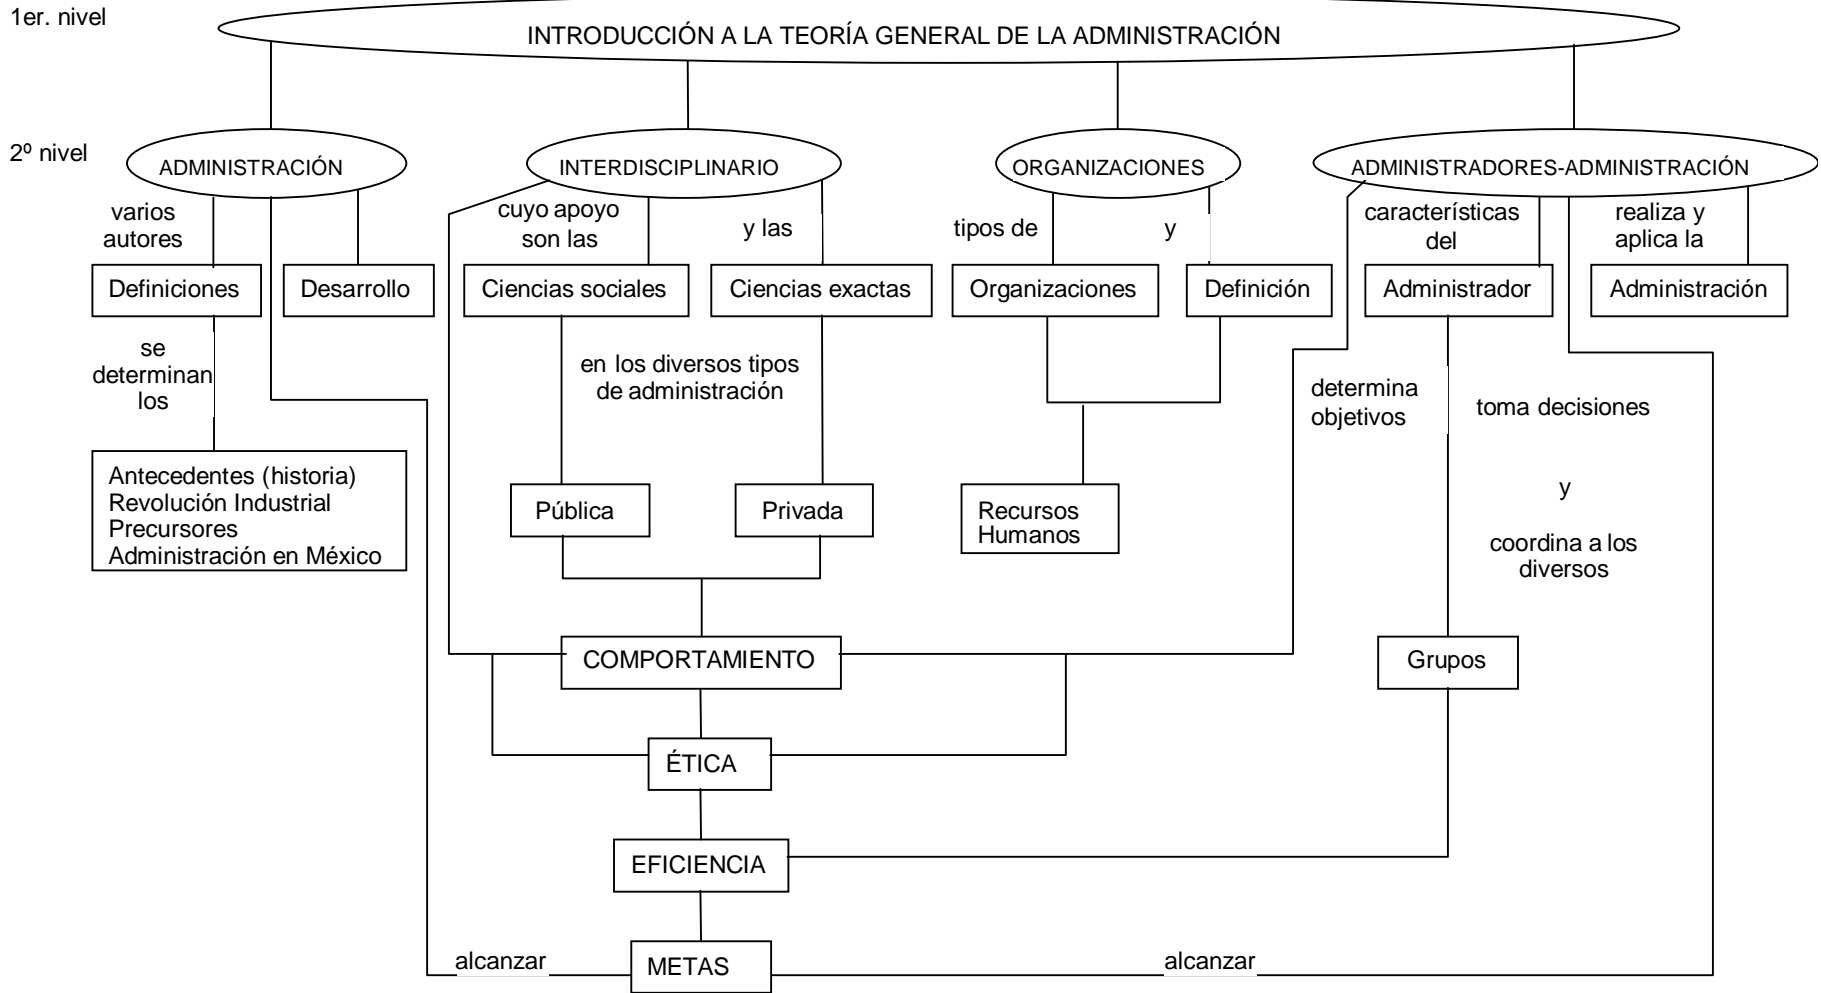 1er. nivel
INTRODUCCIÓN A LA TEORÍA GENERAL DE LA ADMINISTRACIÓN
2º nivel
ADMINISTRACIÓN
INTERDISCIPLINARIO
ORGANIZACIONES
ADMINISTRADORES-ADMINISTRACIÓN
varios
autores
cuyo apoyo
son las
y las
tipos de
y
característícas
del
realiza y
aplica la
Definiciones
Desarrollo
Ciencias sociales
Ciencias exactas
Organizaciones
Definición
Administrador
Administración
se
determinan
los
en los diversos tipos
de administración
determina
objetivos
toma decisiones
y
coordina a los
diversos
Antecedentes (historia)
Revolución Industrial
Precursores
Administración en México
Pública
Privada
Recursos
Humanos
COMPORTAMIENTO
Grupos
ÉTICA
EFICIENCIA
alcanzar
METAS
alcanzar